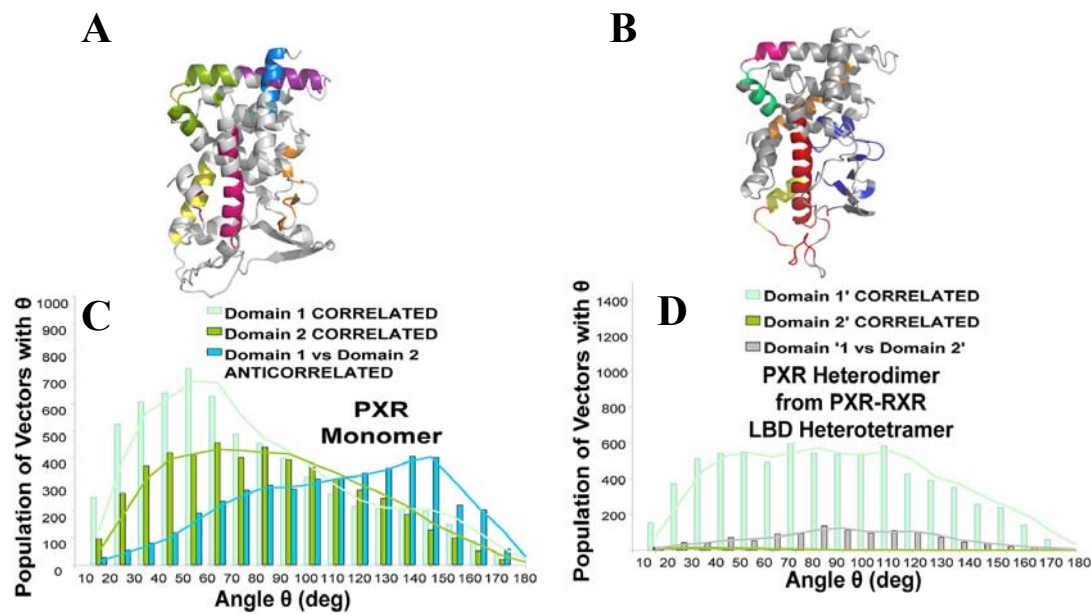 A
B
C
Population of Vectors with θ
1000
900
800
700
600
500
400
300
200
100
0
Domain 1 CORRELATED
Domain 2 CORRELATED
Domain 1 vs Domain 2
ANTICORRELATED
PXR
Monomer
10 20 30 40 50 60 70 80 90 100 110 120 130 140 150 160 170 180
Angle θ (deg)
D
Population of Vectors with θ
1400
1200
1000
800
600
400
200
Domain 1' CORRELATED
Domain 2' CORRELATED
Domain '1 vs Domain 2'
PXR Heterodimer
from PXR-RXR
LBD Heterotetramer
10 20 30 40 50 60 70 80 90 100 110 120 130 140 150 160 170 180
Angle θ (deg)